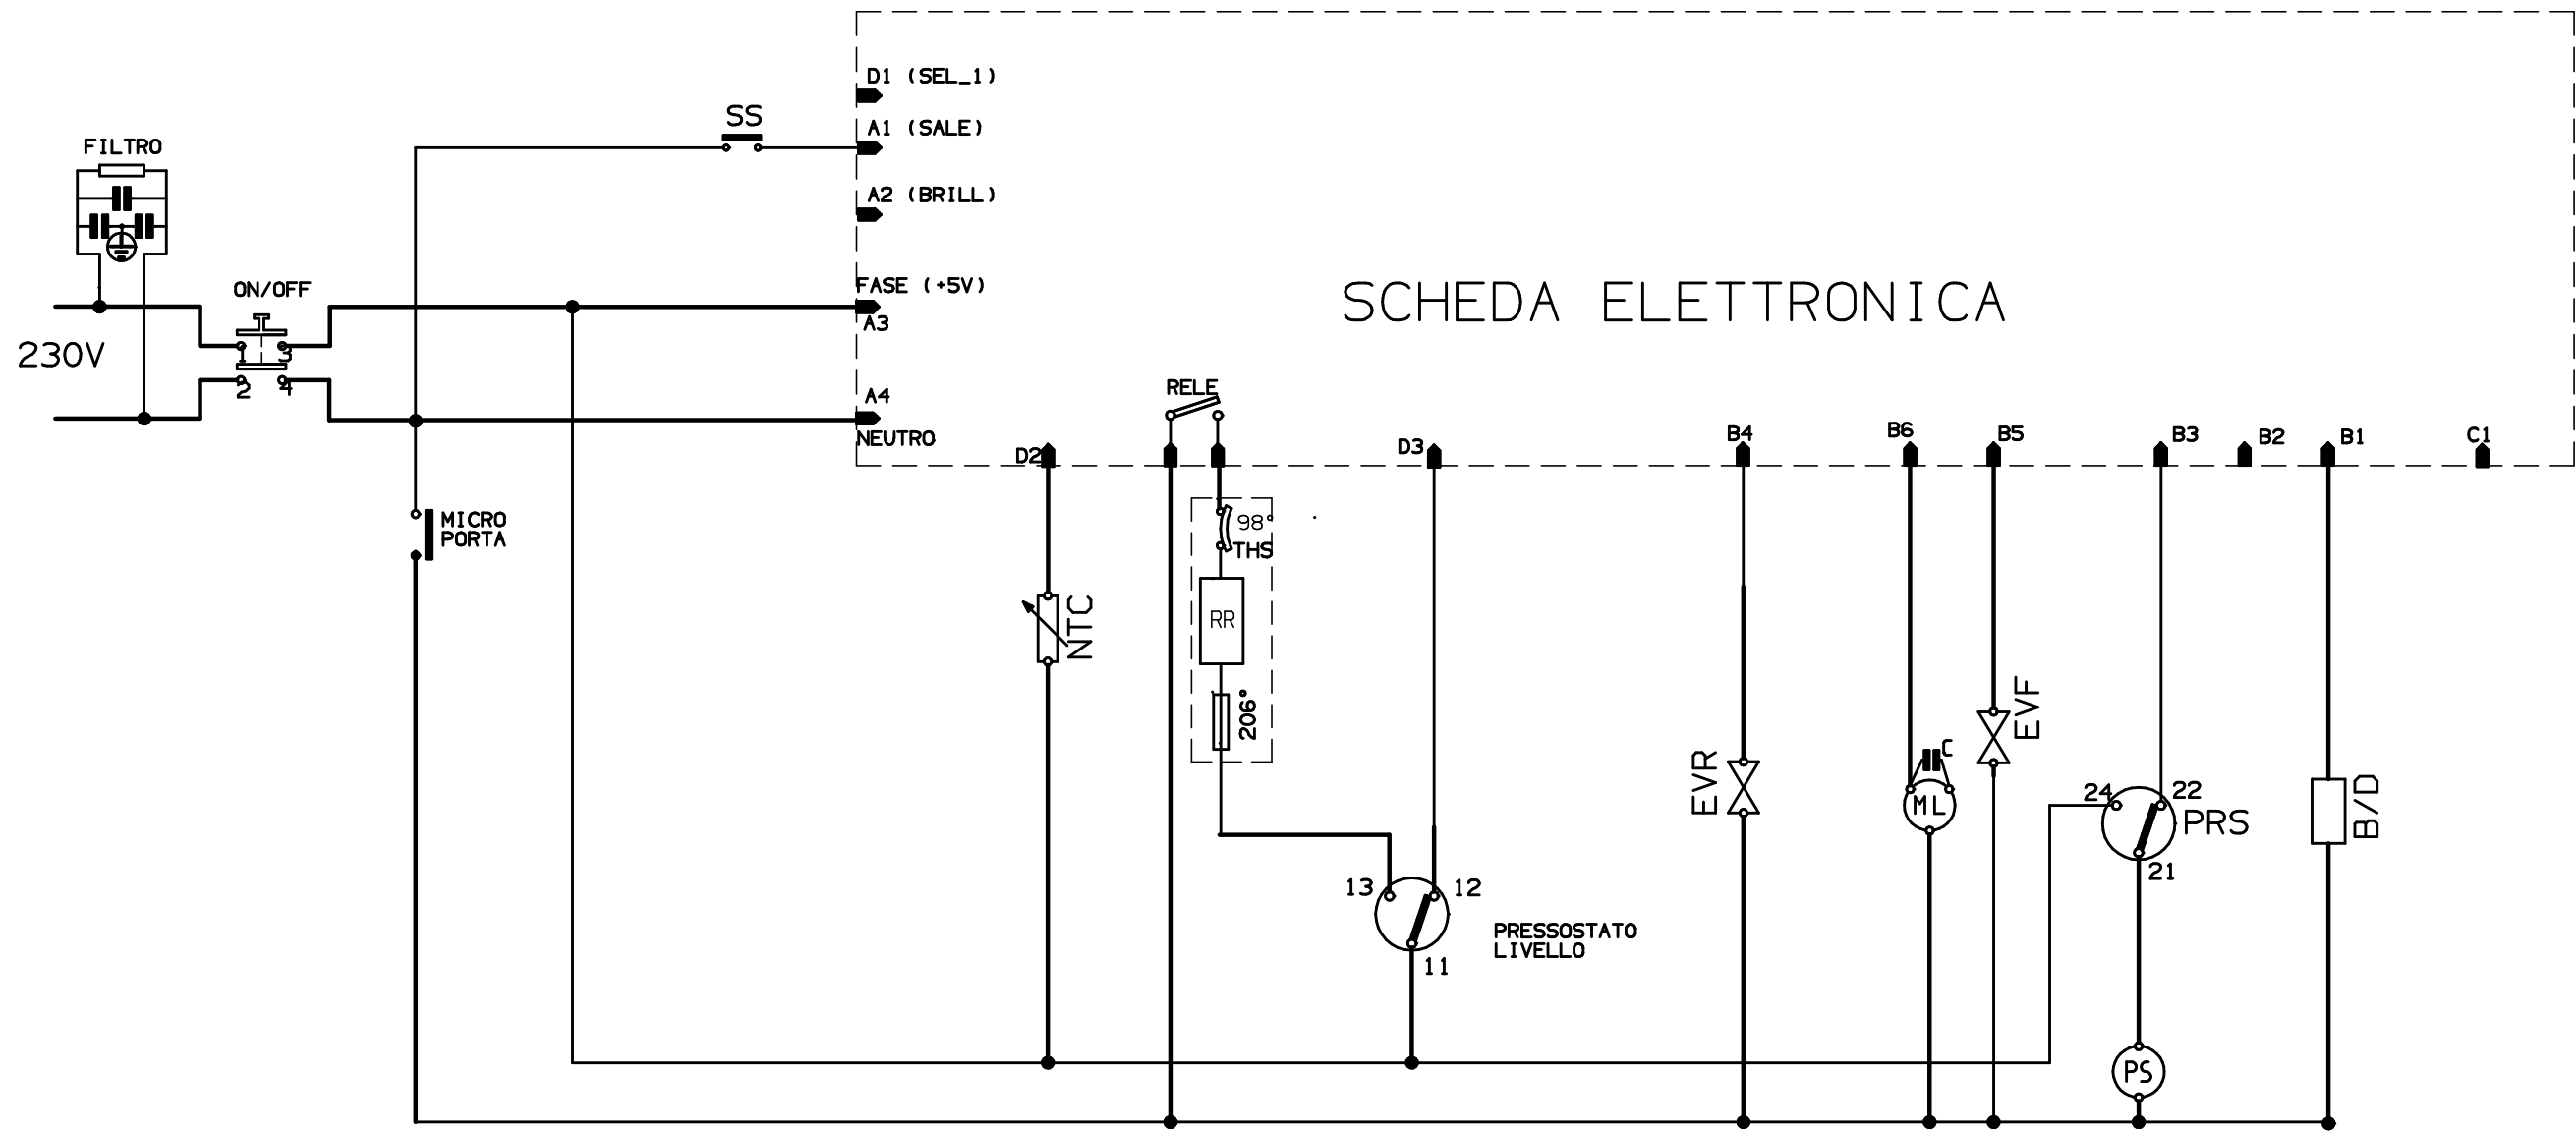 D1 (SEL_1)
SS
A1 (SALE)
FILTRO
A2 (BRILL)
ON/OFF
FASE (+5V)
A3
SCHEDA ELETTRONICA
230V
1 3
2 4
A4
NEUTRO
RELE
D2
D3
B4
B6
B5
B3
B2
B1
C1
MICRO
PORTA
98°
THS
NTC
RR
206°
EVR
EVF
C
ML
24
22
PRS
21
B/D
13
12
11
PRESSOSTATO
LIVELLO
PS